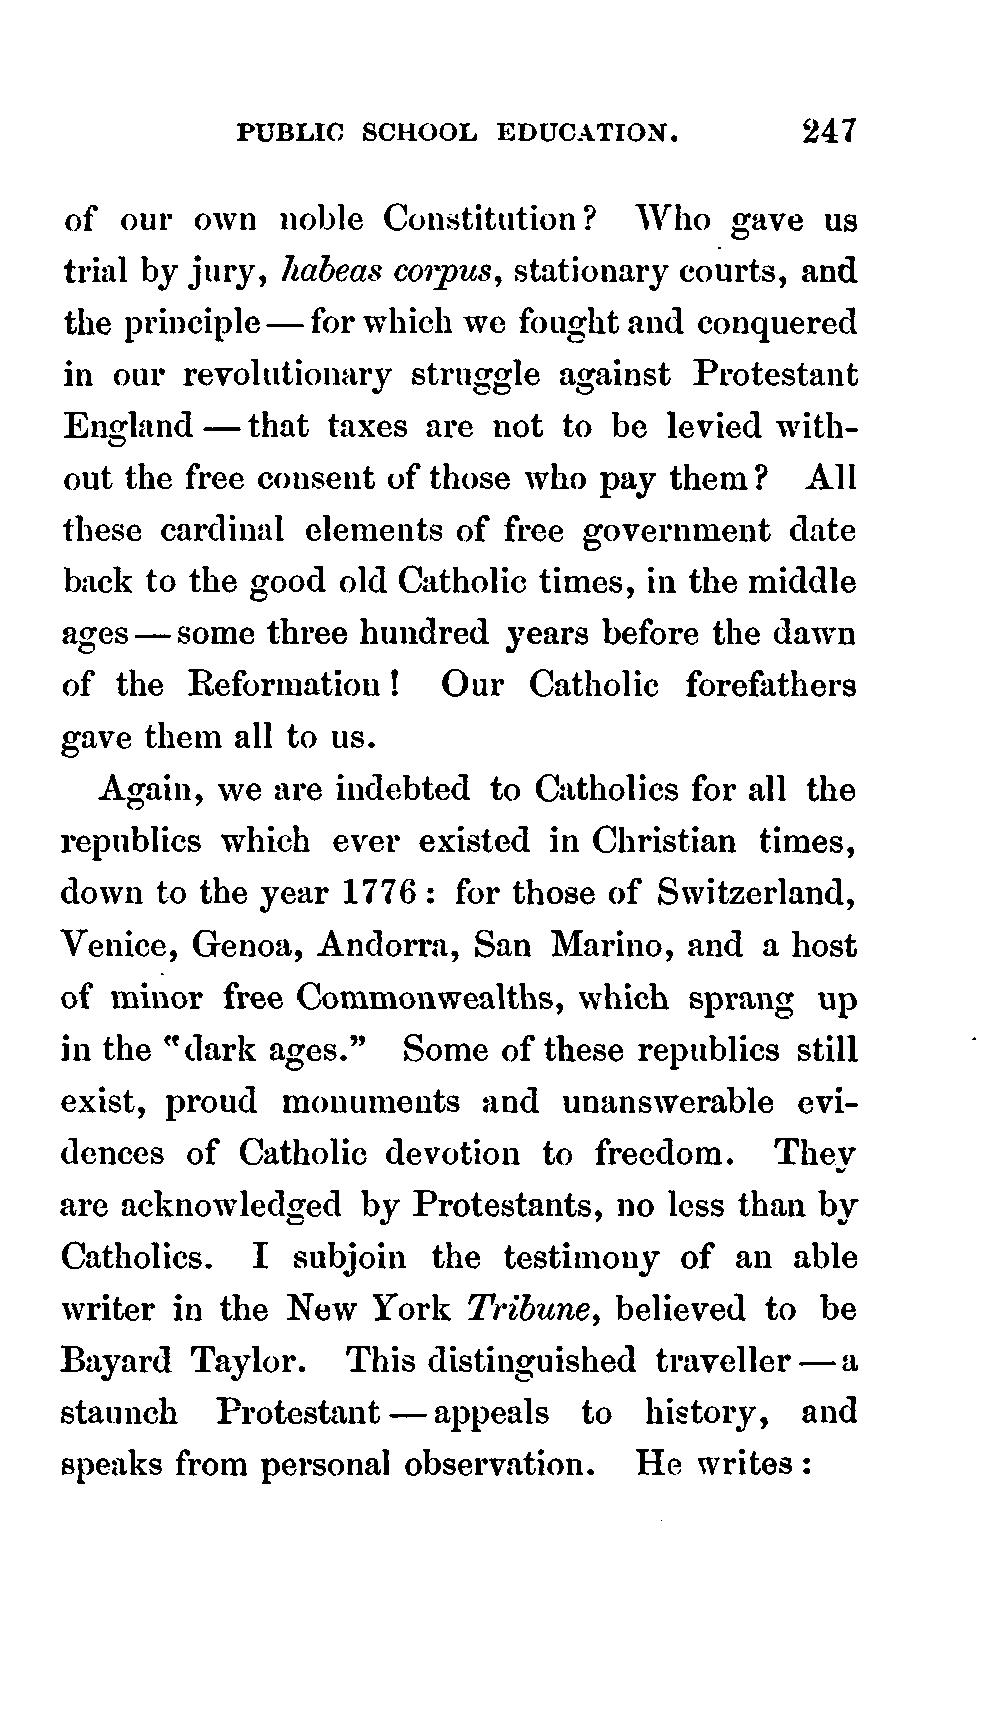 PUBLIC SCHOOL EDUCATION. 247
of our own noble Constitution? Who gave us
trial by jury, habeas corpus, stationary courts, and
the principle — for which we fought and conquered
in our revolutionary struggle against Protestant
England — that taxes are not to be levied with-
out the free consent of those who pay them? All
these cardinal elements of free government date
back to the good old Catholic times, in the middle
ages — some three hundred years before the dawn
of the Reformation! Our Catholic forefathers
gave them all to us.
Again, we are indebted to Catholics for all the
republics which ever existed in Christian times,
down to the year 1776: for those of Switzerland,
Venice, Genoa, Andorra, San Marino, and a host
of minor free Commonwealths, which sprang up
in the "dark ages." Some of these republics still
exist, proud monuments and unanswerable evi-
dences of Catholic devotion to freedom. They
are acknowledged by Protestants, no less than by
Catholics. I subjoin the testimony of an able
writer in the New York Tribune, believed to be
Bayard Taylor. This distinguished traveller — a
staunch Protestant — appeals to history, and
speaks from personal observation. He writes: